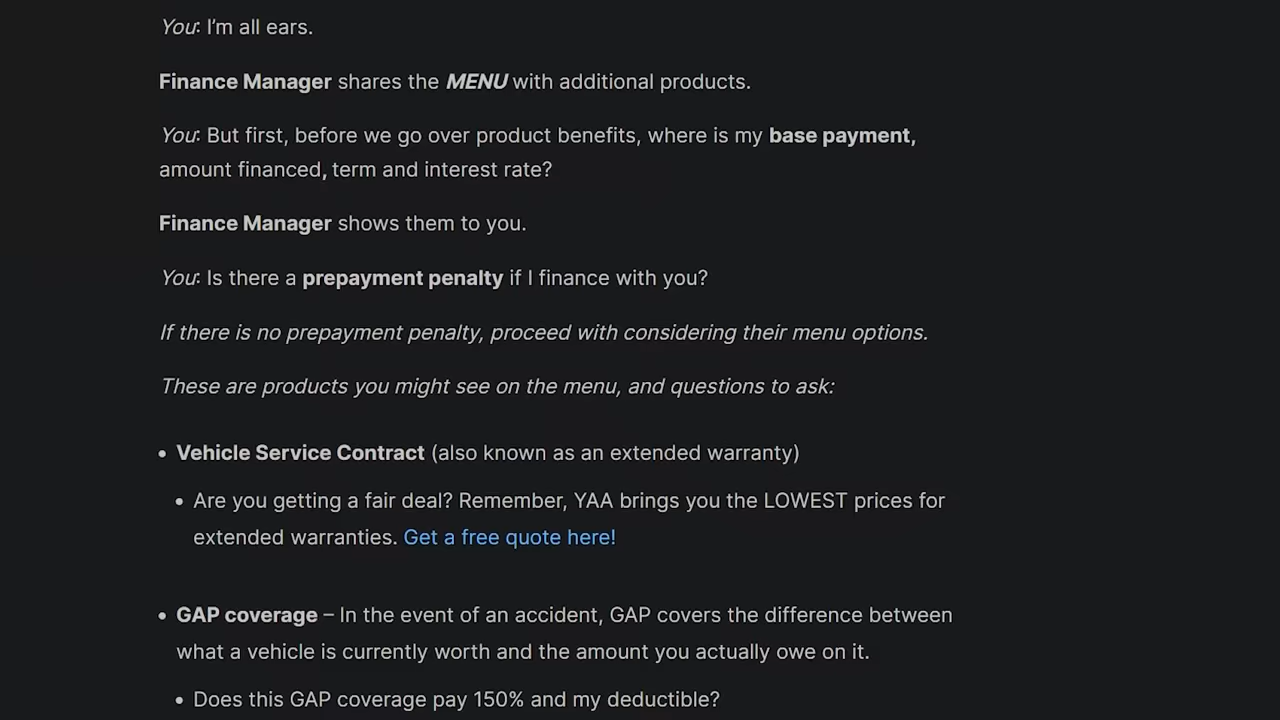 You: I'm all ears.
Finance Manager shares the MENU with additional products.
You: But first, before we go over product benefits, where is my base payment,
amount financed, term and interest rate?
Finance Manager shows them to you.
You: Is there a prepayment penalty if I finance with you?
If there is no prepayment penalty, proceed with considering their menu options.
These are products you might see on the menu, and questions to ask:
• Vehicle Service Contract (also known as an extended warranty)
• Are you getting a fair deal? Remember, YAA brings you the LOWEST prices for
extended warranties. Get a free quote here!
• GAP coverage – In the event of an accident, GAP covers the difference between
what a vehicle is currently worth and the amount you actually owe on it.
• Does this GAP coverage pay 150% and my deductible?